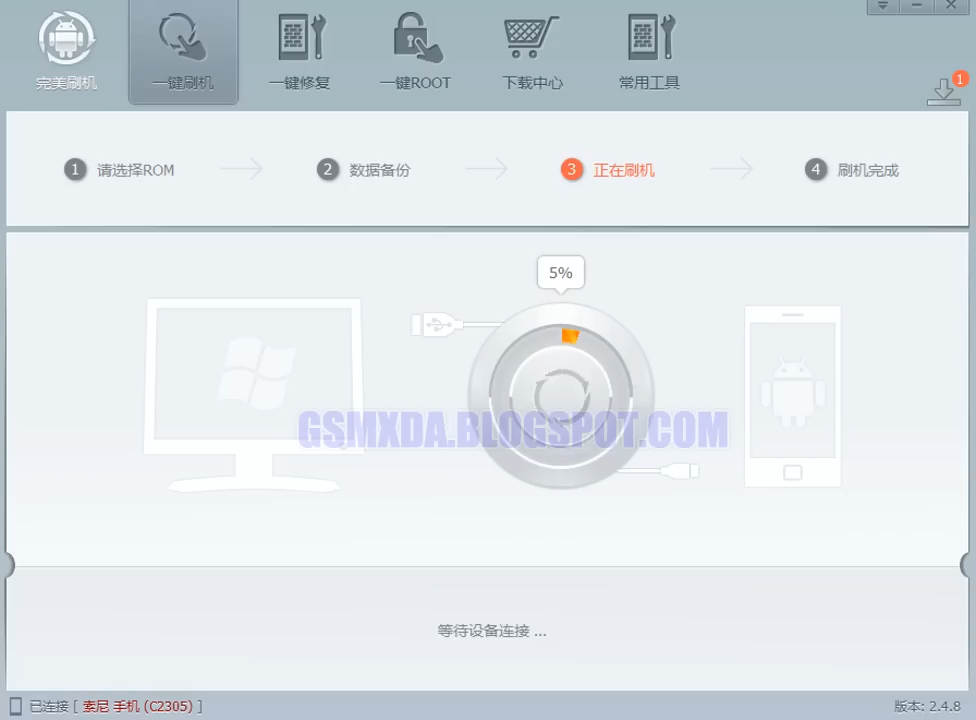 完美刷机
一键刷机
一键修复
一键ROOT
下载中心
常用工具
1
1 请选择ROM
2 数据备份
3 正在刷机
4 刷机完成
5%
GSMXDA.BLOGSPOT.COM
等待设备连接 ...
已连接 [ 索尼 手机 (C2305) ]
版本: 2.4.8